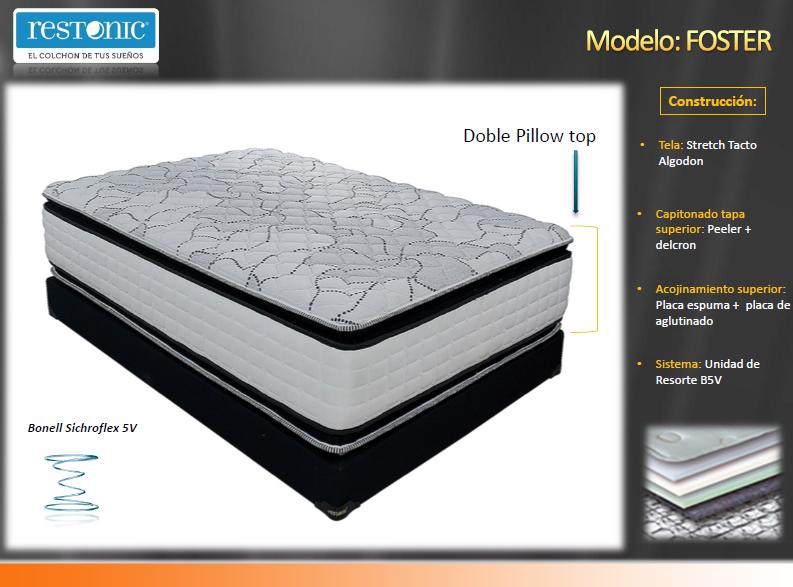 restonic
EL COLCHON DE TUS SUEÑOS
Modelo: FOSTER
Construcción:
Doble Pillow top
• Tela: Stretch Tacto
Algodon
• Capitonado tapa
superior: Peeler +
delcron
• Acojinamiento superior:
Placa espuma + placa de
aglutinado
• Sistema: Unidad de
Resorte B5V
Bonell Sichroflex 5V